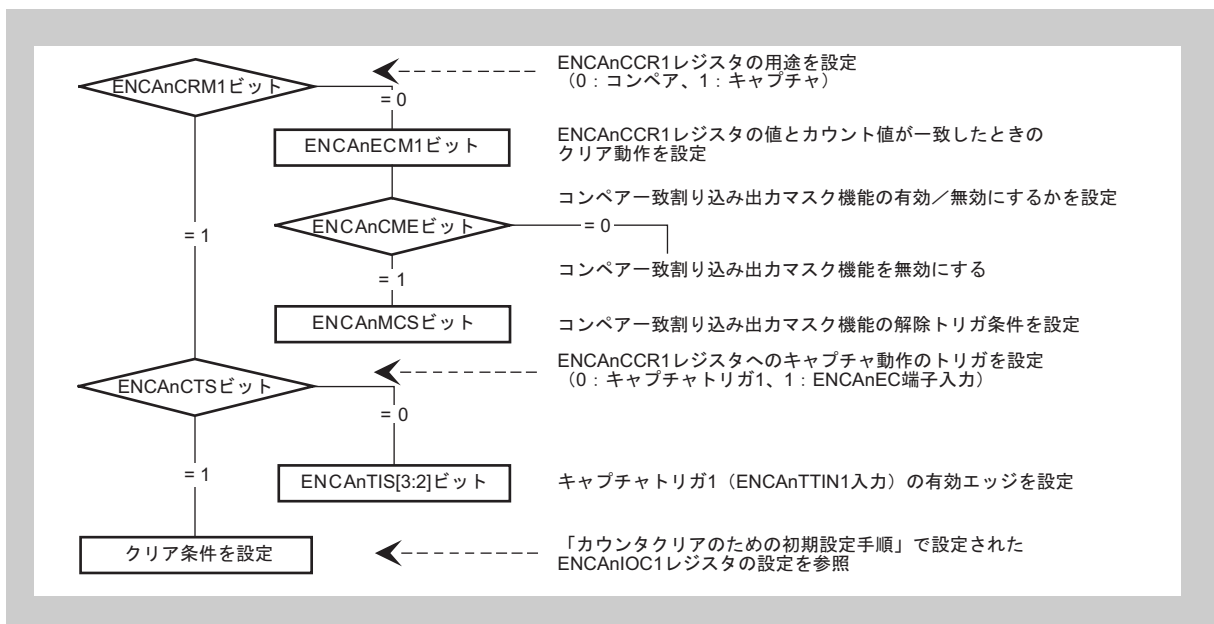 ENCAnCRM1ビット
= 0
ENCAnCCR1レジスタの用途を設定
（0：コンペア、1：キャプチャ）
ENCAnECM1ビット
ENCAnCCR1レジスタの値とカウント値が一致したときの
クリア動作を設定
コンペア一致割り込み出力マスク機能の有効／無効にするかを設定
= 1
ENCAnCMEビット
= 0
コンペア一致割り込み出力マスク機能を無効にする
= 1
ENCAnMCSビット
コンペア一致割り込み出力マスク機能の解除トリガ条件を設定
ENCAnCTSビット
ENCAnCCR1レジスタへのキャプチャ動作のトリガを設定
（0：キャプチャトリガ1、1：ENCAnEC端子入力）
= 0
= 1
ENCAnTIS[3:2]ビット
キャプチャトリガ1（ENCAnTTIN1入力）の有効エッジを設定
クリア条件を設定
「カウンタクリアのための初期設定手順」で設定された
ENCAnIOC1レジスタの設定を参照